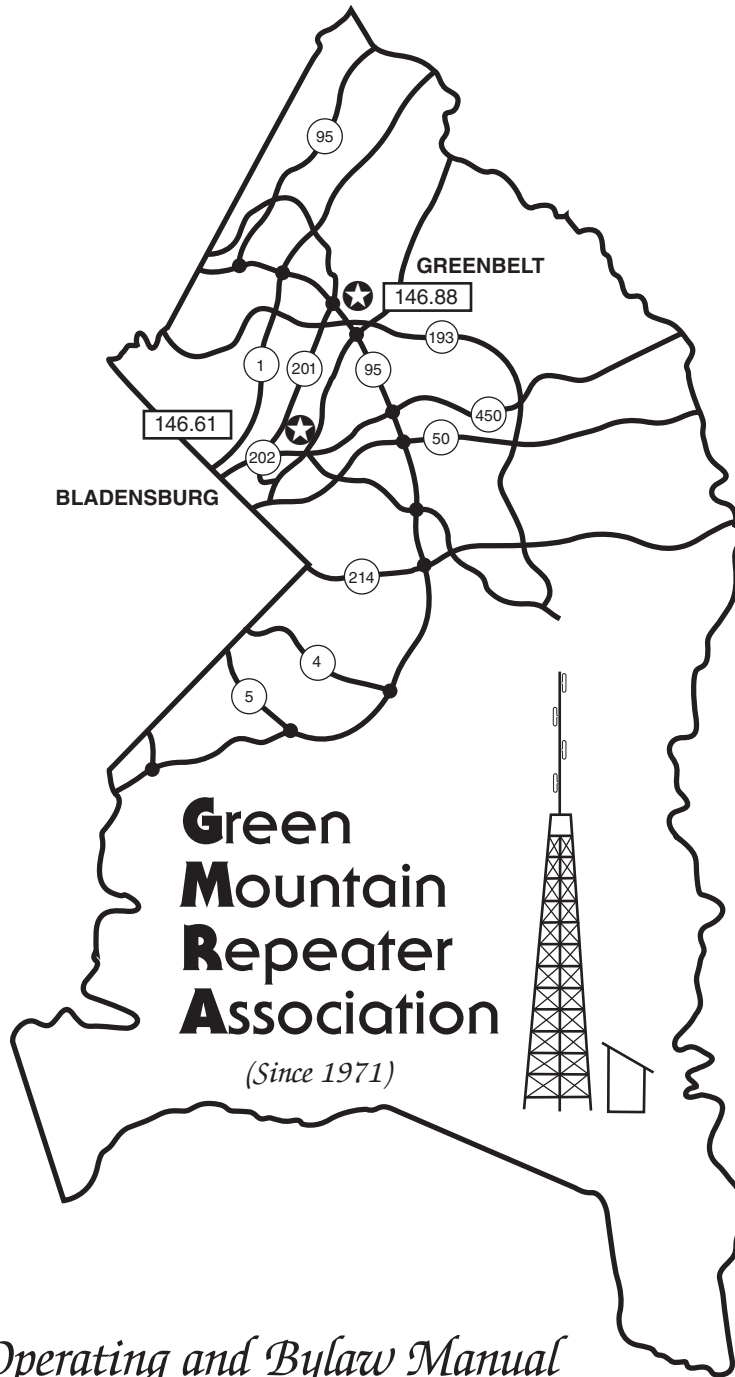 95
GREENBELT
146.88
193
1
201
95
450
146.61
50
202
BLADENSBURG
214
4
5
Green
Mountain
Repeater
Association
(Since 1971)
Operating and Bylaw Manual